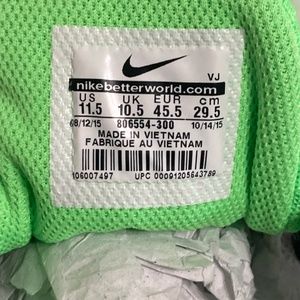 VJ
nikebetterworld.com
US UK EUR cm
11.5 10.5 45.5 29.5
08/12/15 806554-300 10/14/15
MADE IN VIETNAM
FABRIQUE AU VIETNAM
106007497 UPC 00091205643789